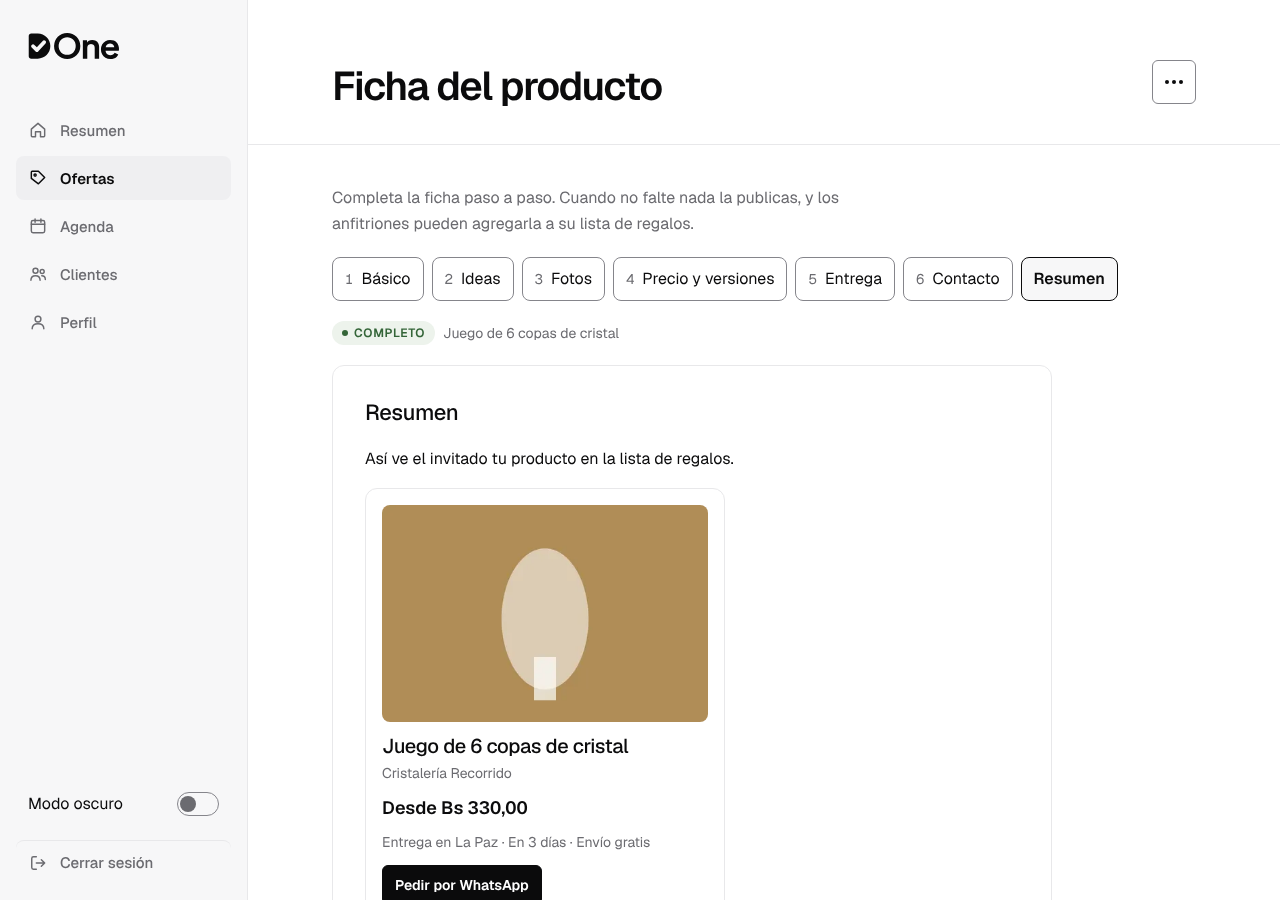 One
Resumen
Ofertas
Agenda
Clientes
Perfil
Modo oscuro
Cerrar sesión
Ficha del producto
Completa la ficha paso a paso. Cuando no falte nada la publicas, y los
anfitriones pueden agregarla a su lista de regalos.
1 Básico 2 Ideas 3 Fotos 4 Precio y versiones 5 Entrega 6 Contacto Resumen
COMPLETO Juego de 6 copas de cristal
Resumen
Así ve el invitado tu producto en la lista de regalos.
Juego de 6 copas de cristal
Cristalería Recorrido
Desde Bs 330,00
Entrega en La Paz · En 3 días · Envío gratis
Pedir por WhatsApp